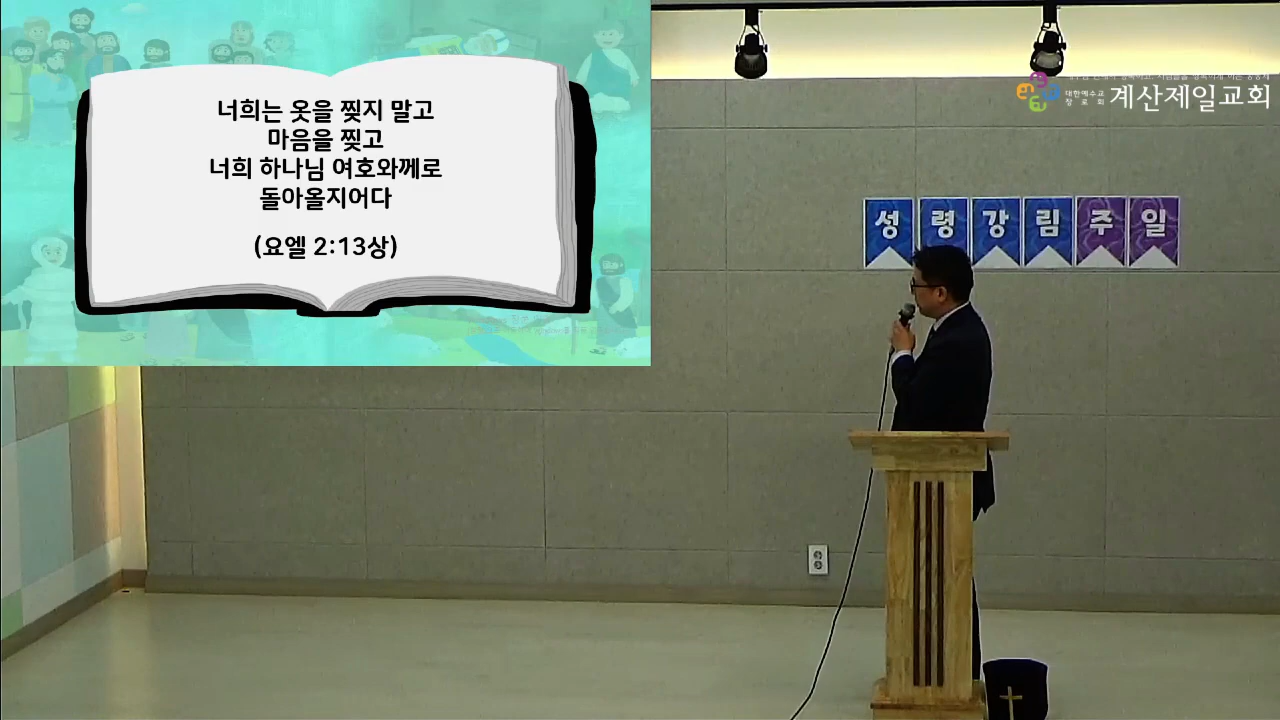 너희는 옷을 찢지 말고
마음을 찢고
너희 하나님 여호와께로
돌아올지어다
(요엘 2:13상)
대한예수교
장로회
계산제일교회
성령강림주일